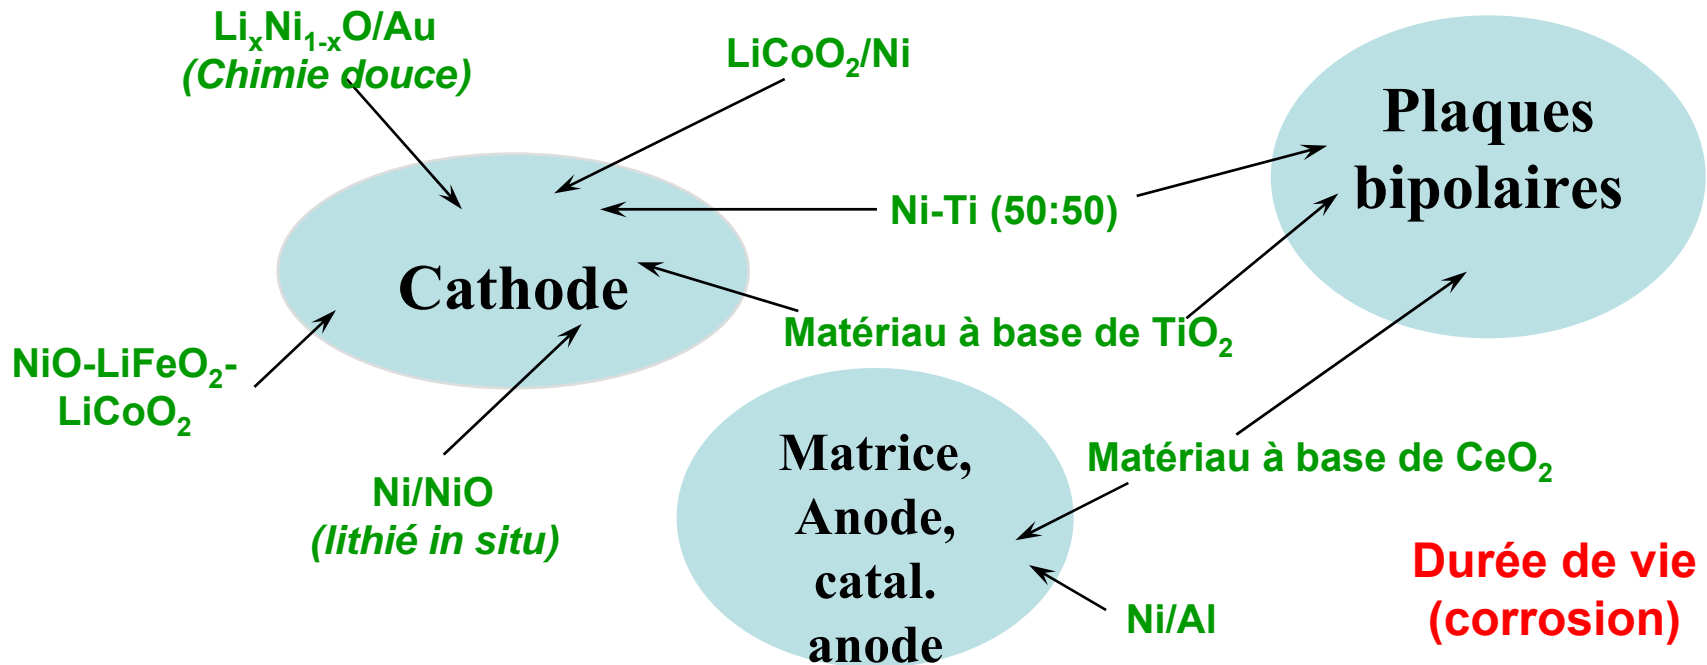 LiₓNi₁₋ₓO/Au
(Chimie douce)
LiCoO₂/Ni
Plaques
bipolaires
Ni-Ti (50:50)
Cathode
Matériau à base de TiO₂
NiO-LiFeO₂-
LiCoO₂
Ni/NiO
(lithié in situ)
Matrice,
Anode,
catal.
anode
Matériau à base de CeO₂
Ni/Al
Durée de vie
(corrosion)